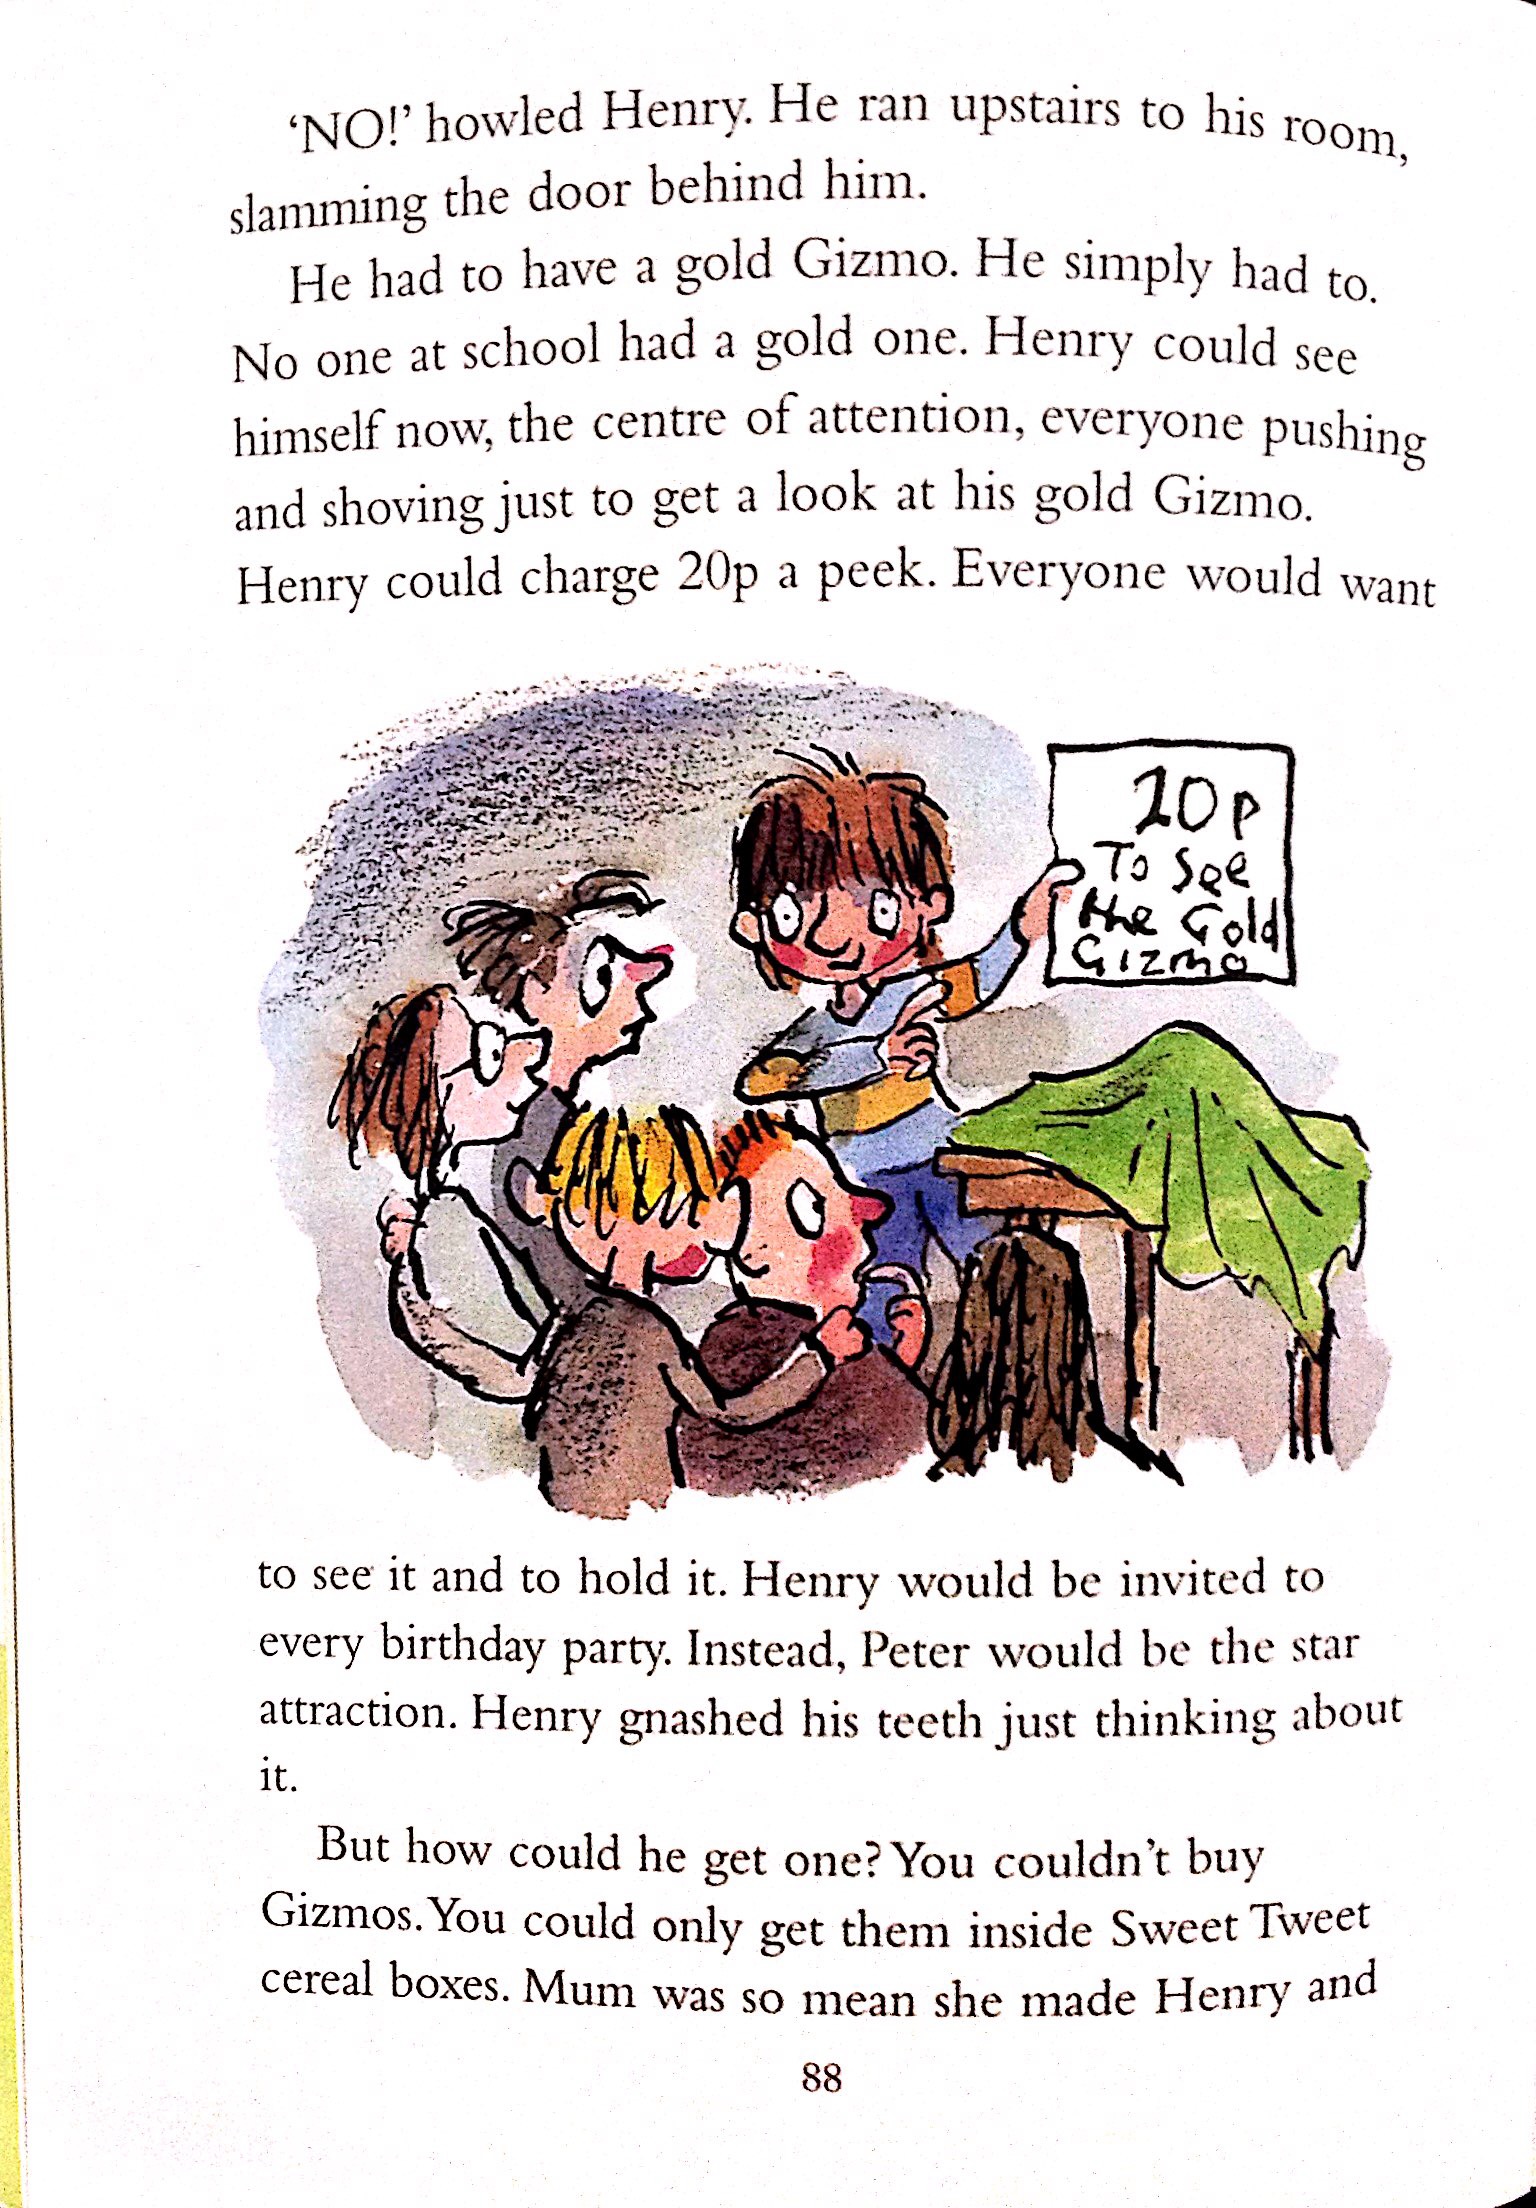 ‘NO!’ howled Henry. He ran upstairs to his room,
slamming the door behind him.
He had to have a gold Gizmo. He simply had to.
No one at school had a gold one. Henry could see
himself now, the centre of attention, everyone pushing
and shoving just to get a look at his gold Gizmo.
Henry could charge 20p a peek. Everyone would want
20p
To See
the Gold
Gizmo
to see it and to hold it. Henry would be invited to
every birthday party. Instead, Peter would be the star
attraction. Henry gnashed his teeth just thinking about
it.
But how could he get one? You couldn’t buy
Gizmos. You could only get them inside Sweet Tweet
cereal boxes. Mum was so mean she made Henry and
88